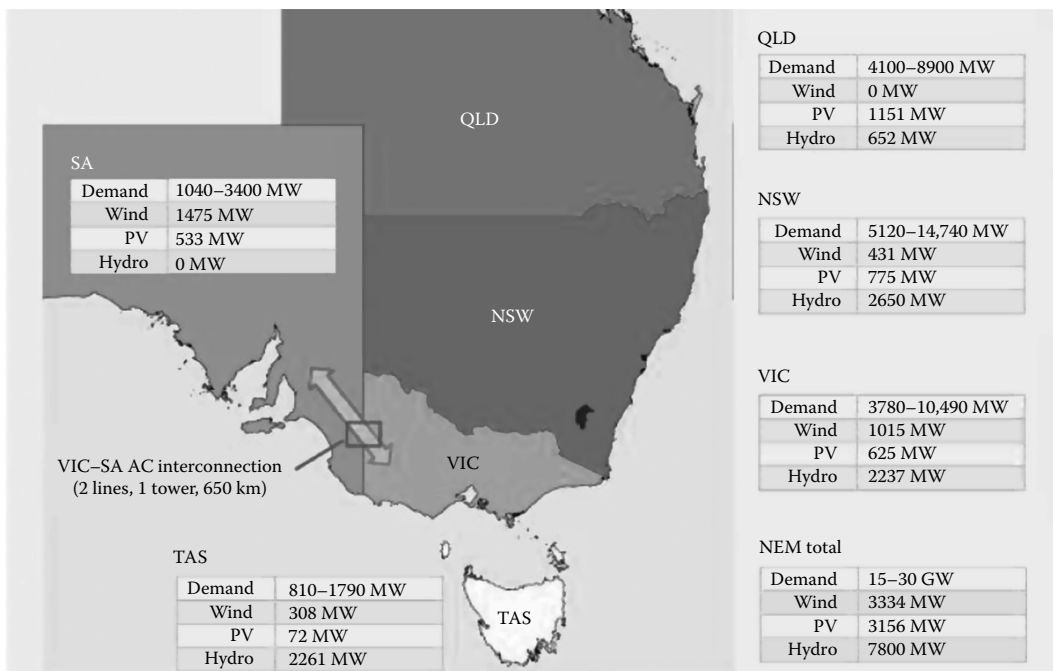 QLD
Demand 4100–8900 MW
Wind 0 MW
PV 1151 MW
Hydro 652 MW
QLD
SA
Demand 1040–3400 MW
Wind 1475 MW
PV 533 MW
Hydro 0 MW
NSW
Demand 5120–14,740 MW
Wind 431 MW
PV 775 MW
Hydro 2650 MW
NSW
VIC
Demand 3780–10,490 MW
Wind 1015 MW
PV 625 MW
Hydro 2237 MW
VIC–SA AC interconnection
(2 lines, 1 tower, 650 km)
VIC
TAS
Demand 810–1790 MW
Wind 308 MW
PV 72 MW
Hydro 2261 MW
TAS
NEM total
Demand 15–30 GW
Wind 3334 MW
PV 3156 MW
Hydro 7800 MW